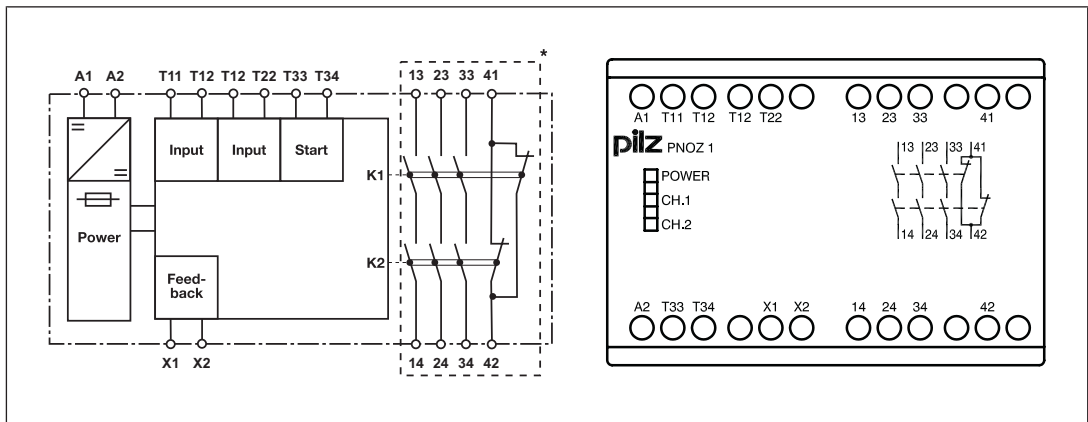 *
A1 A2 T11 T12 T12 T22 T33 T34 13 23 33 41
Input Input Start
Power
K1
K2
Feed-
back
X1 X2 14 24 34 42
A1 T11 T12 T12 T22 13 23 33 41
pilz PNOZ 1
POWER
CH.1
CH.2
13 23 33 41
14 24 34 42
A2 T33 T34 X1 X2 14 24 34 42